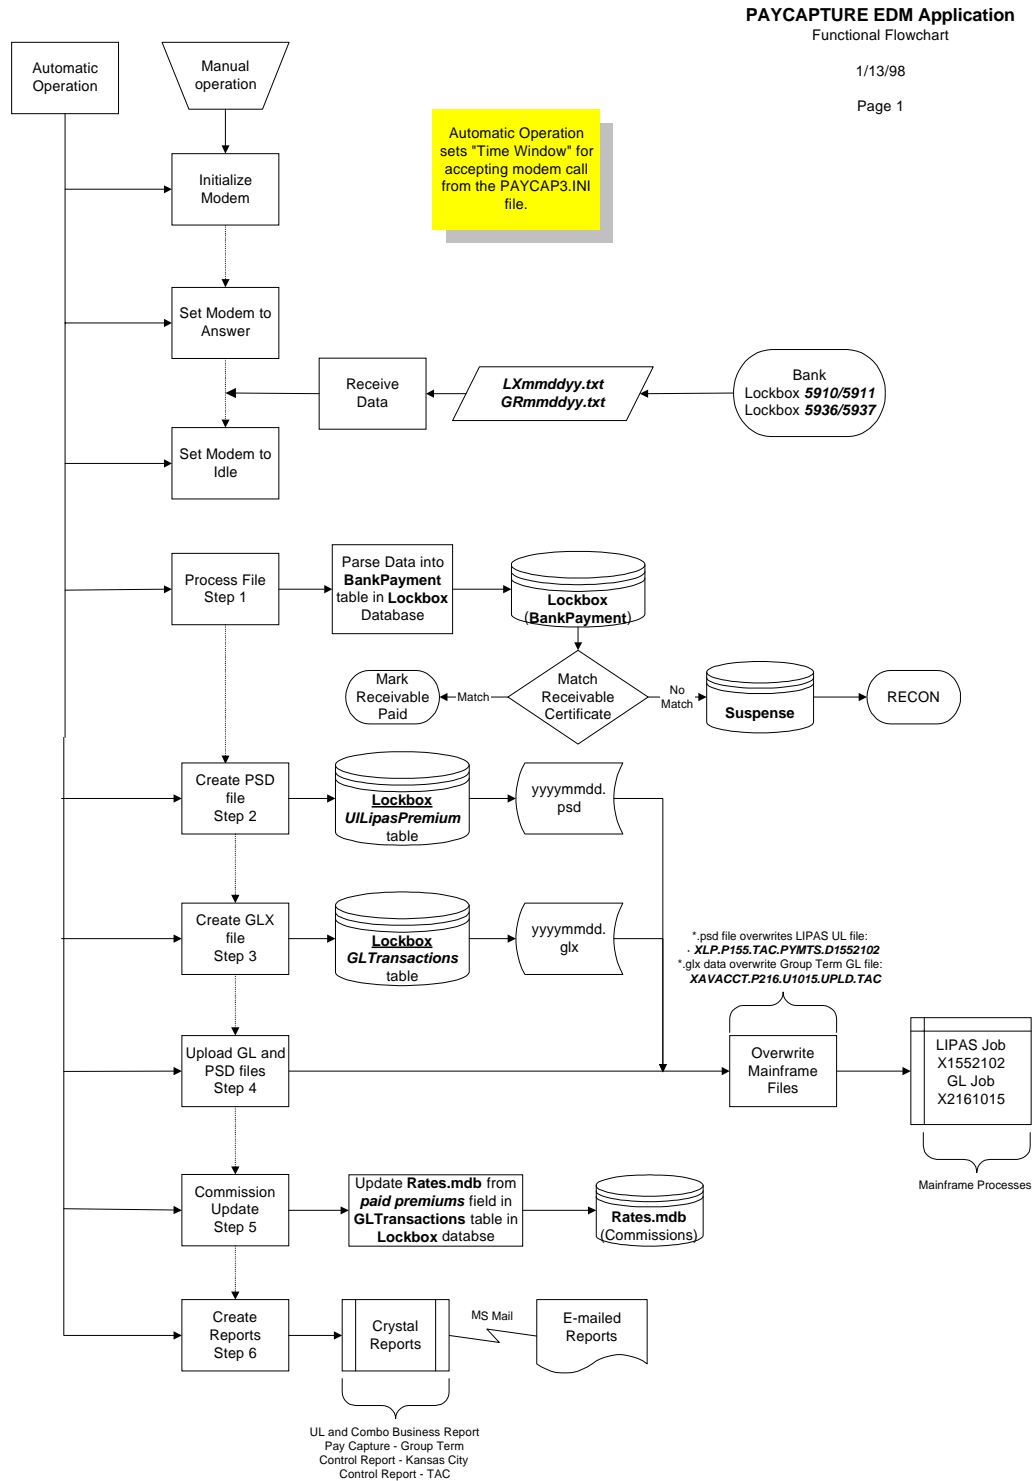 PAYCAPTURE EDM Application
Functional Flowchart
1/13/98
Page 1
Automatic
Operation
Manual
operation
Automatic Operation
sets "Time Window" for
accepting modem call
from the PAYCAP3.INI
file.
Initialize
Modem
Set Modem to
Answer
Receive
Data
LXmmddyy.txt
GRmmddyy.txt
Bank
Lockbox 5910/5911
Lockbox 5936/5937
Set Modem to
Idle
Process File
Step 1
Parse Data into
BankPayment
table in Lockbox
Database
Lockbox
(BankPayment)
Mark
Receivable
Paid
Match
Match
Receivable
Certificate
No
Match
Suspense
RECON
Create PSD
file
Step 2
Lockbox
UlLipasPremium
table
yyyymmdd.
psd
Create GLX
file
Step 3
Lockbox
GLTransactions
table
yyyymmdd.
glx
*.psd file overwrites LIPAS UL file:
· XLP.P155.TAC.PYMTS.D1552102
*.glx data overwrite Group Term GL file:
XAVACCT.P216.U1015.UPLD.TAC
Upload GL and
PSD files
Step 4
Overwrite
Mainframe
Files
LIPAS Job
X1552102
GL Job
X2161015
Mainframe Processes
Commission
Update
Step 5
Update Rates.mdb from
paid premiums field in
GLTransactions table in
Lockbox databse
Rates.mdb
(Commissions)
Create
Reports
Step 6
Crystal
Reports
MS Mail
E-mailed
Reports
UL and Combo Business Report
Pay Capture - Group Term
Control Report - Kansas City
Control Report - TAC